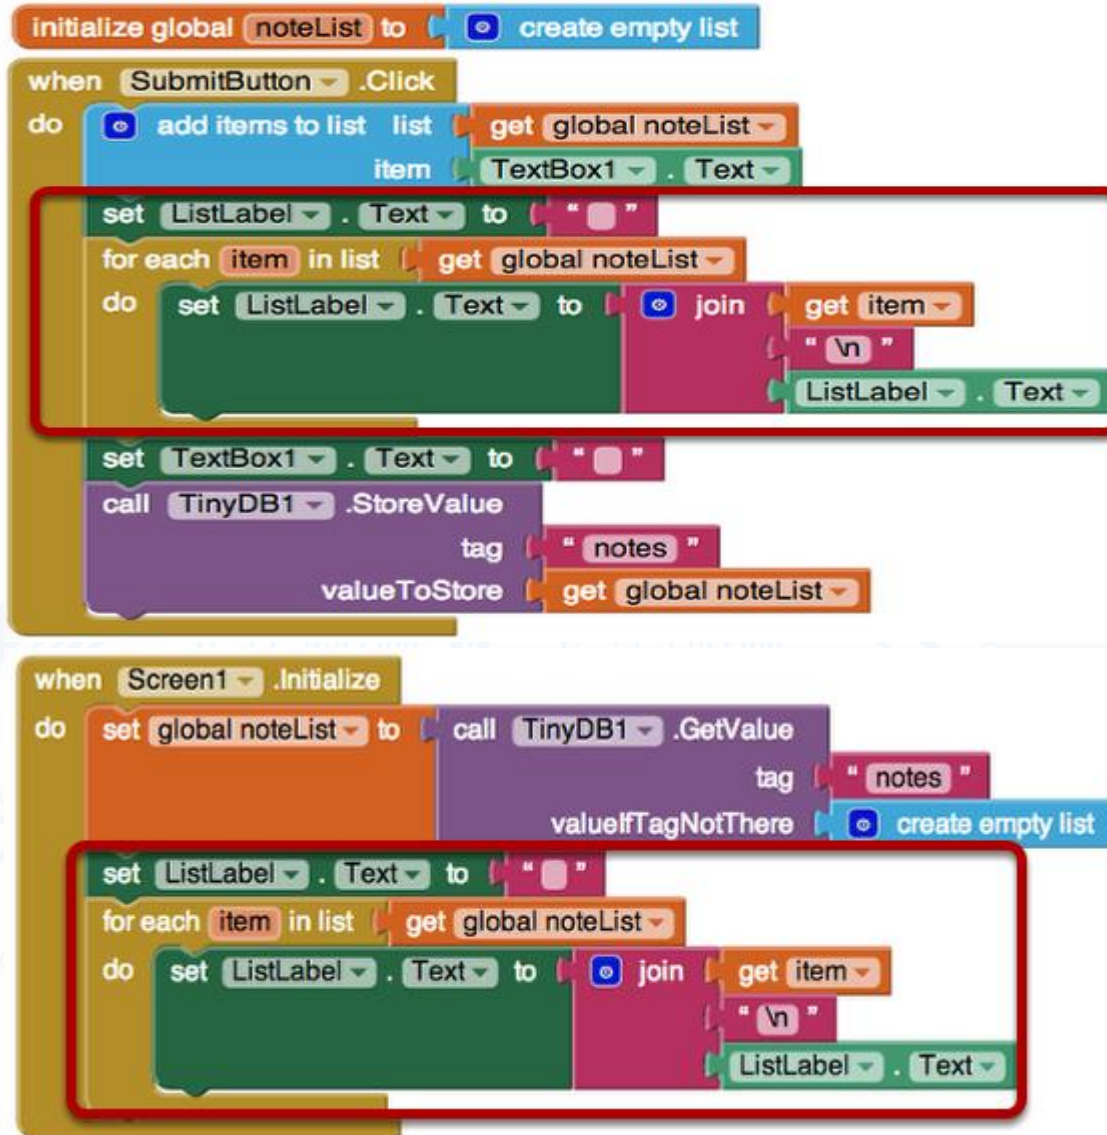 initialize global noteList to create empty list
when SubmitButton .Click
do add items to list list get global noteList
item TextBox1 . Text
set ListLabel . Text to " "
for each item in list get global noteList
do set ListLabel . Text to join get item
" \n "
ListLabel . Text
set TextBox1 . Text to " "
call TinyDB1 .StoreValue
tag " notes "
valueToStore get global noteList
when Screen1 .Initialize
do set global noteList to call TinyDB1 .GetValue
tag " notes "
valueIfTagNotThere create empty list
set ListLabel . Text to " "
for each item in list get global noteList
do set ListLabel . Text to join get item
" \n "
ListLabel . Text